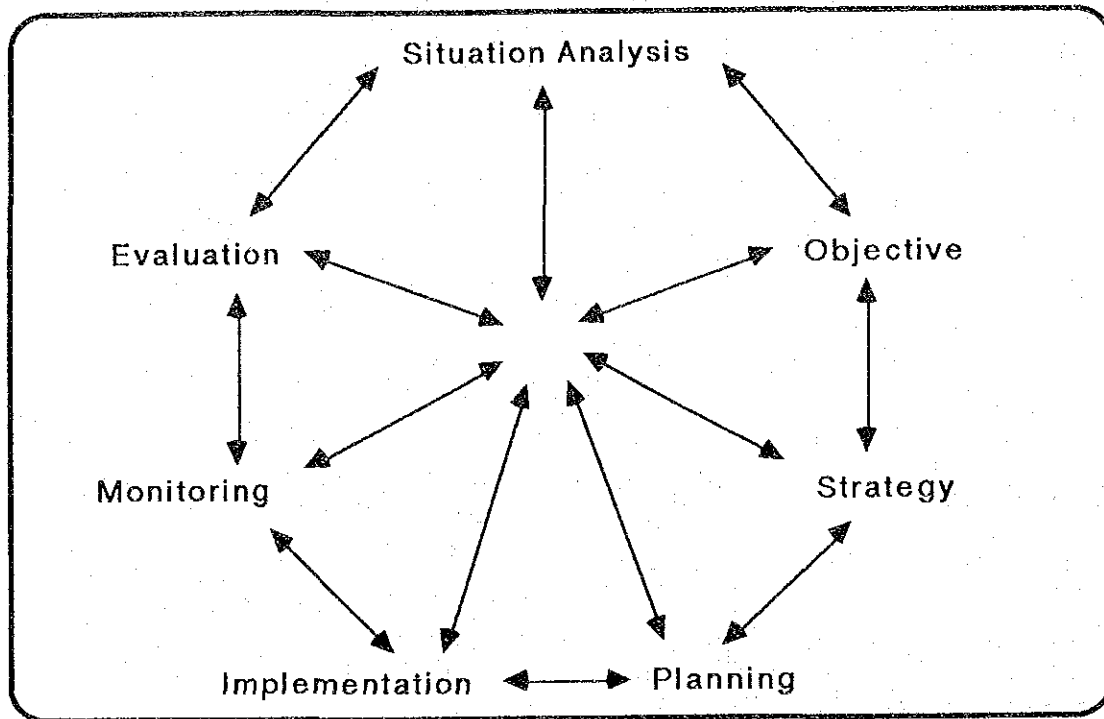 Situation Analysis
Evaluation
Objective
Monitoring
Strategy
Implementation
Planning